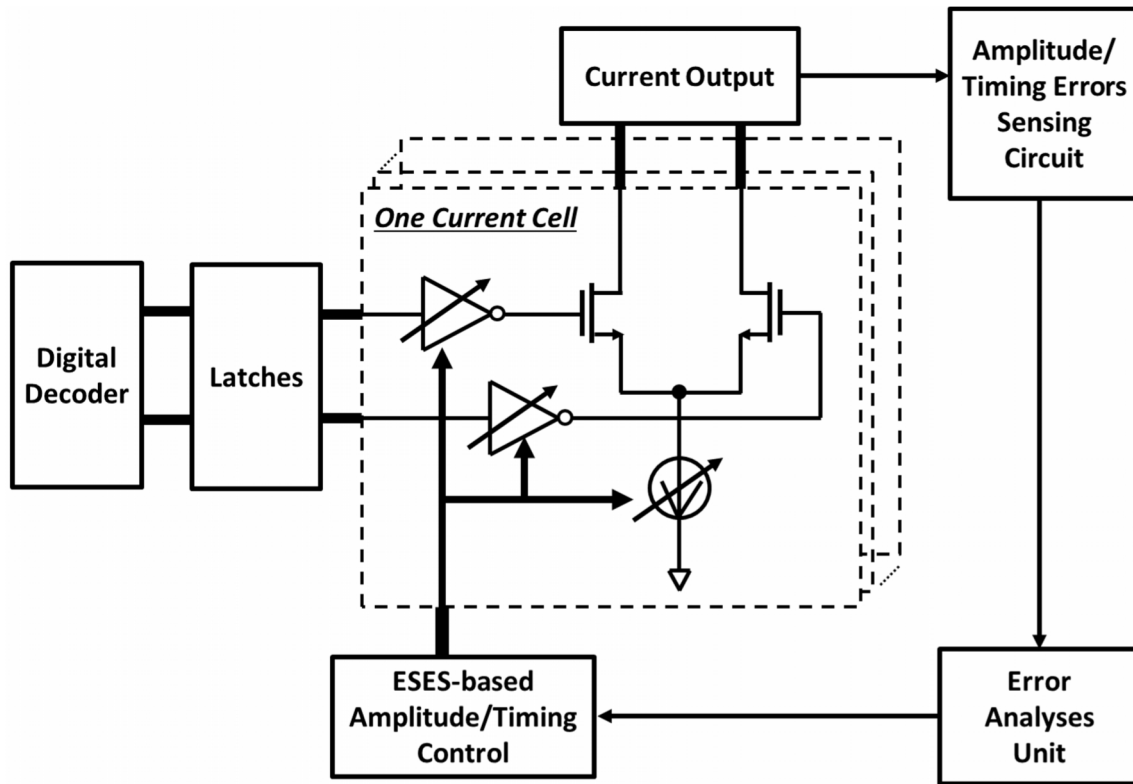 Current Output
Amplitude/
Timing Errors
Sensing
Circuit
One Current Cell
Digital
Decoder
Latches
ESES-based
Amplitude/Timing
Control
Error
Analyses
Unit